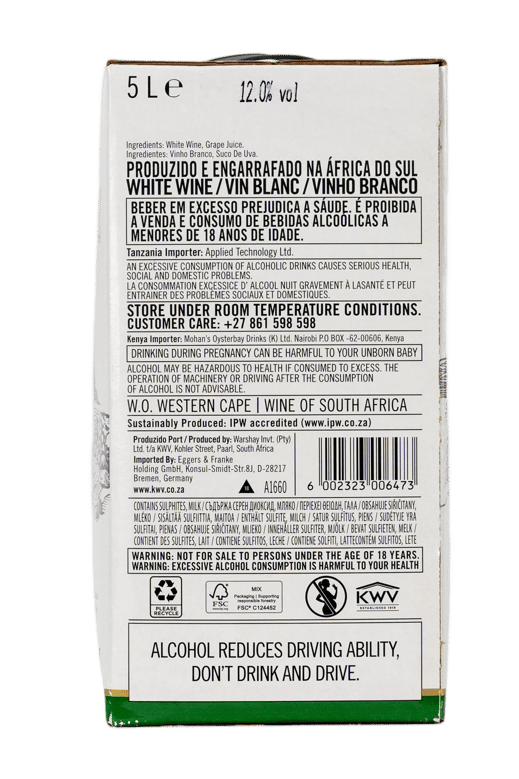 5 L e 12.0% vol
Ingredients: White Wine, Grape Juice.
Ingredientes: Vinho Branco, Suco De Uva.
PRODUZIDO E ENGARRAFADO NA ÁFRICA DO SUL
WHITE WINE / VIN BLANC / VINHO BRANCO
BEBER EM EXCESSO PREJUDICA A SAÚDE. É PROIBIDA
A VENDA E CONSUMO DE BEBIDAS ALCOÓLICAS A
MENORES DE 18 ANOS DE IDADE.
Tanzania Importer: Applied Technology Ltd.
AN EXCESSIVE CONSUMPTION OF ALCOHOLIC DRINKS CAUSES SERIOUS HEALTH,
SOCIAL AND DOMESTIC PROBLEMS.
LA CONSOMMATION EXCESSICE D' ALCOOL NUIT GRAVEMENT À LASANTÉ ET PEUT
ENTRAINER DES PROBLÈMES SOCIAUX ET DOMESTIQUES.
STORE UNDER ROOM TEMPERATURE CONDITIONS.
CUSTOMER CARE: +27 861 598 598
Kenya Importer: Mohan's Oysterbay Drinks (K) Ltd. Nairobi P.O BOX -62-00606, Kenya
DRINKING DURING PREGNANCY CAN BE HARMFUL TO YOUR UNBORN BABY
ALCOHOL MAY BE HAZARDOUS TO HEALTH IF CONSUMED TO EXCESS. THE
OPERATION OF MACHINERY OR DRIVING AFTER THE CONSUMPTION
OF ALCOHOL IS NOT ADVISABLE.
W.O. WESTERN CAPE | WINE OF SOUTH AFRICA
Sustainably Produced: IPW accredited (www.ipw.co.za)
Produzido Port / Produced by: Warshay Invt. (Pty)
Ltd. t/a KWV, Kohler Street, Paarl, South Africa
Imported By: Eggers & Franke
Holding GmbH, Konsul-Smidt-Str.8J, D-28217
Bremen, Germany
www.kwv.co.za 18 A1660
6 002323 006473
CONTAINS SULPHITES, MILK / СЪДЪРЖА СЕРЕН ДИОКСИД, МЛЯКО / ΠΕΡΙΕΧΕΙ ΘΕΙΩΔΗ, ΓΑΛΑ / OBSAHUJE SIŘIČITANY,
MLÉKO / SISÄLTÄÄ SULFIITTIA, MAITOA / ENTHÄLT SULFITE, MILCH / SATUR SULFĪTUS, PIENS / SUDĖTYJE YRA
SULFITAI, PIENAS / OBSAHUJE SIRIČITANY, MLIEKO / INNEHÅLLER SULFITER, MJÖLK / BEVAT SULFIETEN, MELK /
CONTIENT DES SULFITES, LAIT / CONTIENE SULFITOS, LECHE / CONTIENE SOLFITI, LATTECONTÉM SULFITOS, LEITE
WARNING: NOT FOR SALE TO PERSONS UNDER THE AGE OF 18 YEARS.
WARNING: EXCESSIVE ALCOHOL CONSUMPTION IS HARMFUL TO YOUR HEALTH
PLEASE
RECYCLE
FSC
MIX
Packaging | Supporting
responsible forestry
FSC® C124452
KWV
ESTABLISHED 1918
ALCOHOL REDUCES DRIVING ABILITY,
DON'T DRINK AND DRIVE.